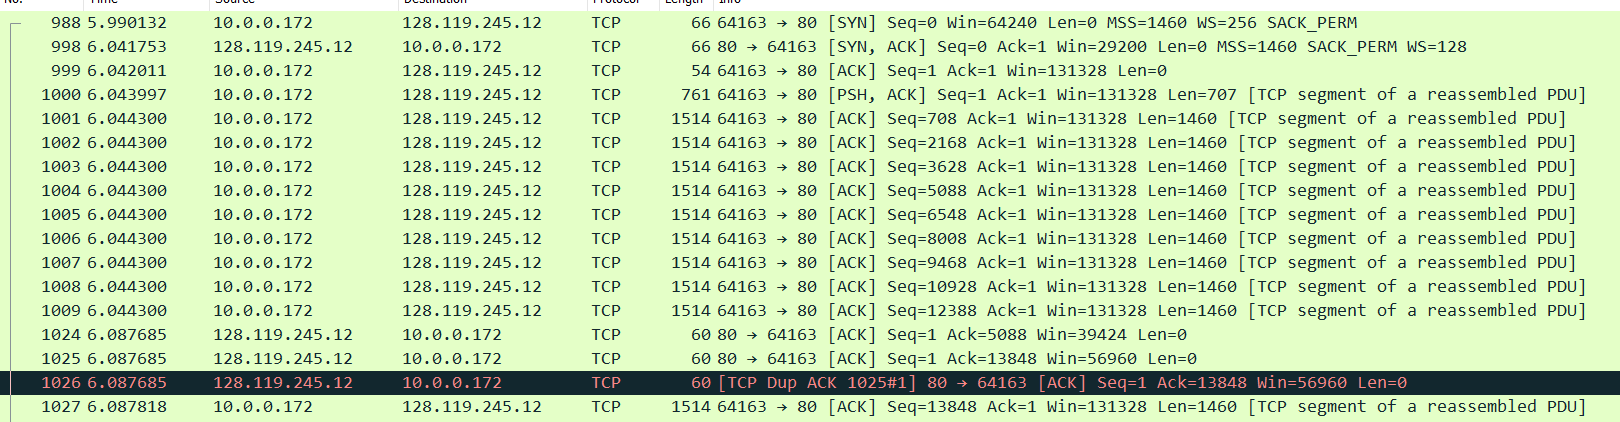 No. Time Source Destination Protocol Length Info
988 5.990132 10.0.0.172 128.119.245.12 TCP 66 64163 → 80 [SYN] Seq=0 Win=64240 Len=0 MSS=1460 WS=256 SACK_PERM
998 6.041753 128.119.245.12 10.0.0.172 TCP 66 80 → 64163 [SYN, ACK] Seq=0 Ack=1 Win=29200 Len=0 MSS=1460 SACK_PERM WS=128
999 6.042011 10.0.0.172 128.119.245.12 TCP 54 64163 → 80 [ACK] Seq=1 Ack=1 Win=131328 Len=0
1000 6.043997 10.0.0.172 128.119.245.12 TCP 761 64163 → 80 [PSH, ACK] Seq=1 Ack=1 Win=131328 Len=707 [TCP segment of a reassembled PDU]
1001 6.044300 10.0.0.172 128.119.245.12 TCP 1514 64163 → 80 [ACK] Seq=708 Ack=1 Win=131328 Len=1460 [TCP segment of a reassembled PDU]
1002 6.044300 10.0.0.172 128.119.245.12 TCP 1514 64163 → 80 [ACK] Seq=2168 Ack=1 Win=131328 Len=1460 [TCP segment of a reassembled PDU]
1003 6.044300 10.0.0.172 128.119.245.12 TCP 1514 64163 → 80 [ACK] Seq=3628 Ack=1 Win=131328 Len=1460 [TCP segment of a reassembled PDU]
1004 6.044300 10.0.0.172 128.119.245.12 TCP 1514 64163 → 80 [ACK] Seq=5088 Ack=1 Win=131328 Len=1460 [TCP segment of a reassembled PDU]
1005 6.044300 10.0.0.172 128.119.245.12 TCP 1514 64163 → 80 [ACK] Seq=6548 Ack=1 Win=131328 Len=1460 [TCP segment of a reassembled PDU]
1006 6.044300 10.0.0.172 128.119.245.12 TCP 1514 64163 → 80 [ACK] Seq=8008 Ack=1 Win=131328 Len=1460 [TCP segment of a reassembled PDU]
1007 6.044300 10.0.0.172 128.119.245.12 TCP 1514 64163 → 80 [ACK] Seq=9468 Ack=1 Win=131328 Len=1460 [TCP segment of a reassembled PDU]
1008 6.044300 10.0.0.172 128.119.245.12 TCP 1514 64163 → 80 [ACK] Seq=10928 Ack=1 Win=131328 Len=1460 [TCP segment of a reassembled PDU]
1009 6.044300 10.0.0.172 128.119.245.12 TCP 1514 64163 → 80 [ACK] Seq=12388 Ack=1 Win=131328 Len=1460 [TCP segment of a reassembled PDU]
1024 6.087685 128.119.245.12 10.0.0.172 TCP 60 80 → 64163 [ACK] Seq=1 Ack=5088 Win=39424 Len=0
1025 6.087685 128.119.245.12 10.0.0.172 TCP 60 80 → 64163 [ACK] Seq=1 Ack=13848 Win=56960 Len=0
1026 6.087685 128.119.245.12 10.0.0.172 TCP 60 [TCP Dup ACK 1025#1] 80 → 64163 [ACK] Seq=1 Ack=13848 Win=56960 Len=0
1027 6.087818 10.0.0.172 128.119.245.12 TCP 1514 64163 → 80 [ACK] Seq=13848 Ack=1 Win=131328 Len=1460 [TCP segment of a reassembled PDU]